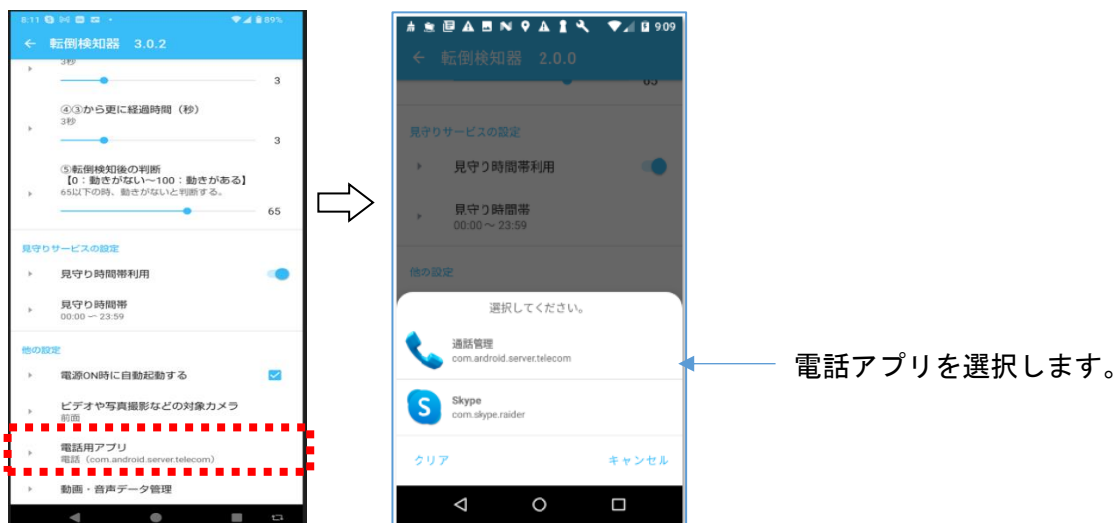 8:11 89%
← 転倒検知器 3.0.2
3秒
3
④③から更に経過時間（秒）
3秒
3
⑤転倒検知後の判断
【0：動きがない～100：動きがある】
65以下の時、動きがないと判断する。
65
見守りサービスの設定
見守り時間帯利用
見守り時間帯
00:00 ～ 23:59
他の設定
電源ON時に自動起動する
ビデオや写真撮影などの対象カメラ
前面
電話用アプリ
電話（com.android.server.telecom）
動画・音声データ管理
9:09
← 転倒検知器 2.0.0
65
見守りサービスの設定
見守り時間帯利用
見守り時間帯
00:00 ～ 23:59
他の設定
選択してください。
通話管理
com.android.server.telecom
Skype
com.skype.raider
クリア キャンセル
電話アプリを選択します。